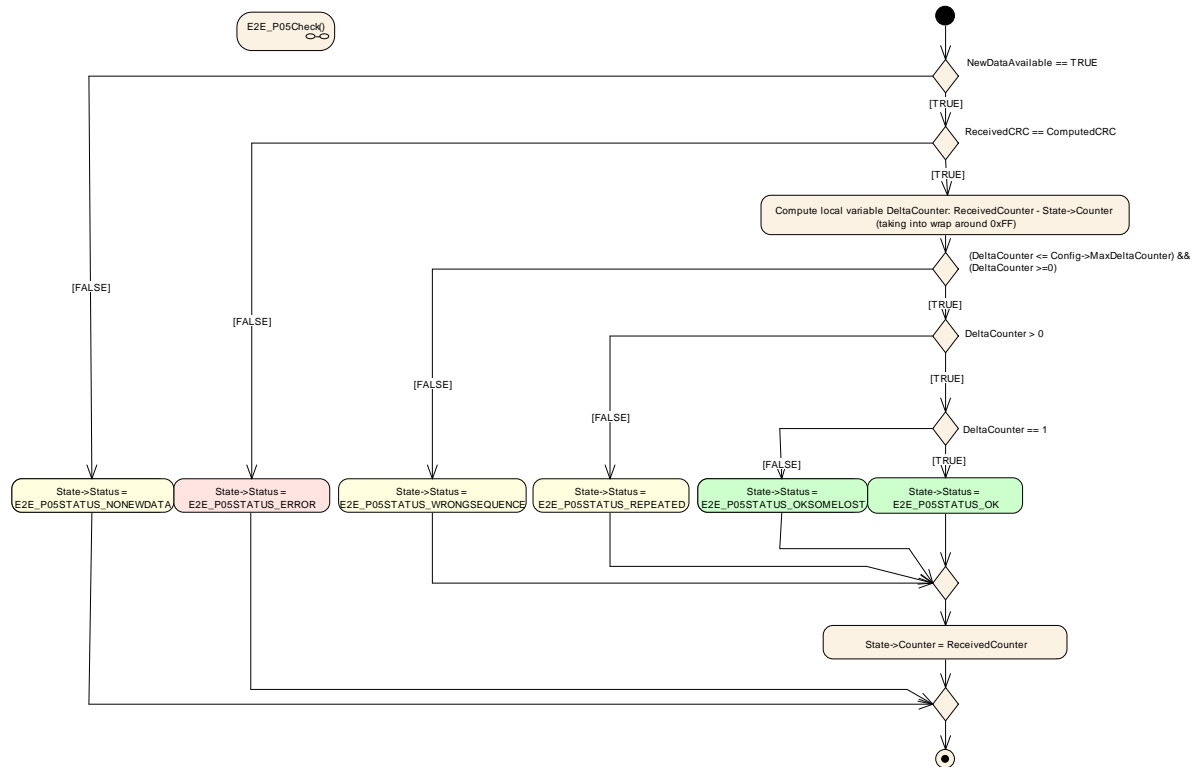 E2E_P05Check()
NewDataAvailable == TRUE
[TRUE]
ReceivedCRC == ComputedCRC
[TRUE]
Compute local variable DeltaCounter: ReceivedCounter - State->Counter
(taking into wrap around 0xFF)
(DeltaCounter <= Config->MaxDeltaCounter) &&
(DeltaCounter >=0)
[FALSE]
[TRUE]
[FALSE]
DeltaCounter > 0
[TRUE]
[FALSE]
[FALSE]
DeltaCounter == 1
[FALSE]
[TRUE]
State->Status =
E2E_P05STATUS_NONEWDATA
State->Status =
E2E_P05STATUS_ERROR
State->Status =
E2E_P05STATUS_WRONGSEQUENCE
State->Status =
E2E_P05STATUS_REPEATED
State->Status =
E2E_P05STATUS_OKSOMELOST
State->Status =
E2E_P05STATUS_OK
State->Counter = ReceivedCounter